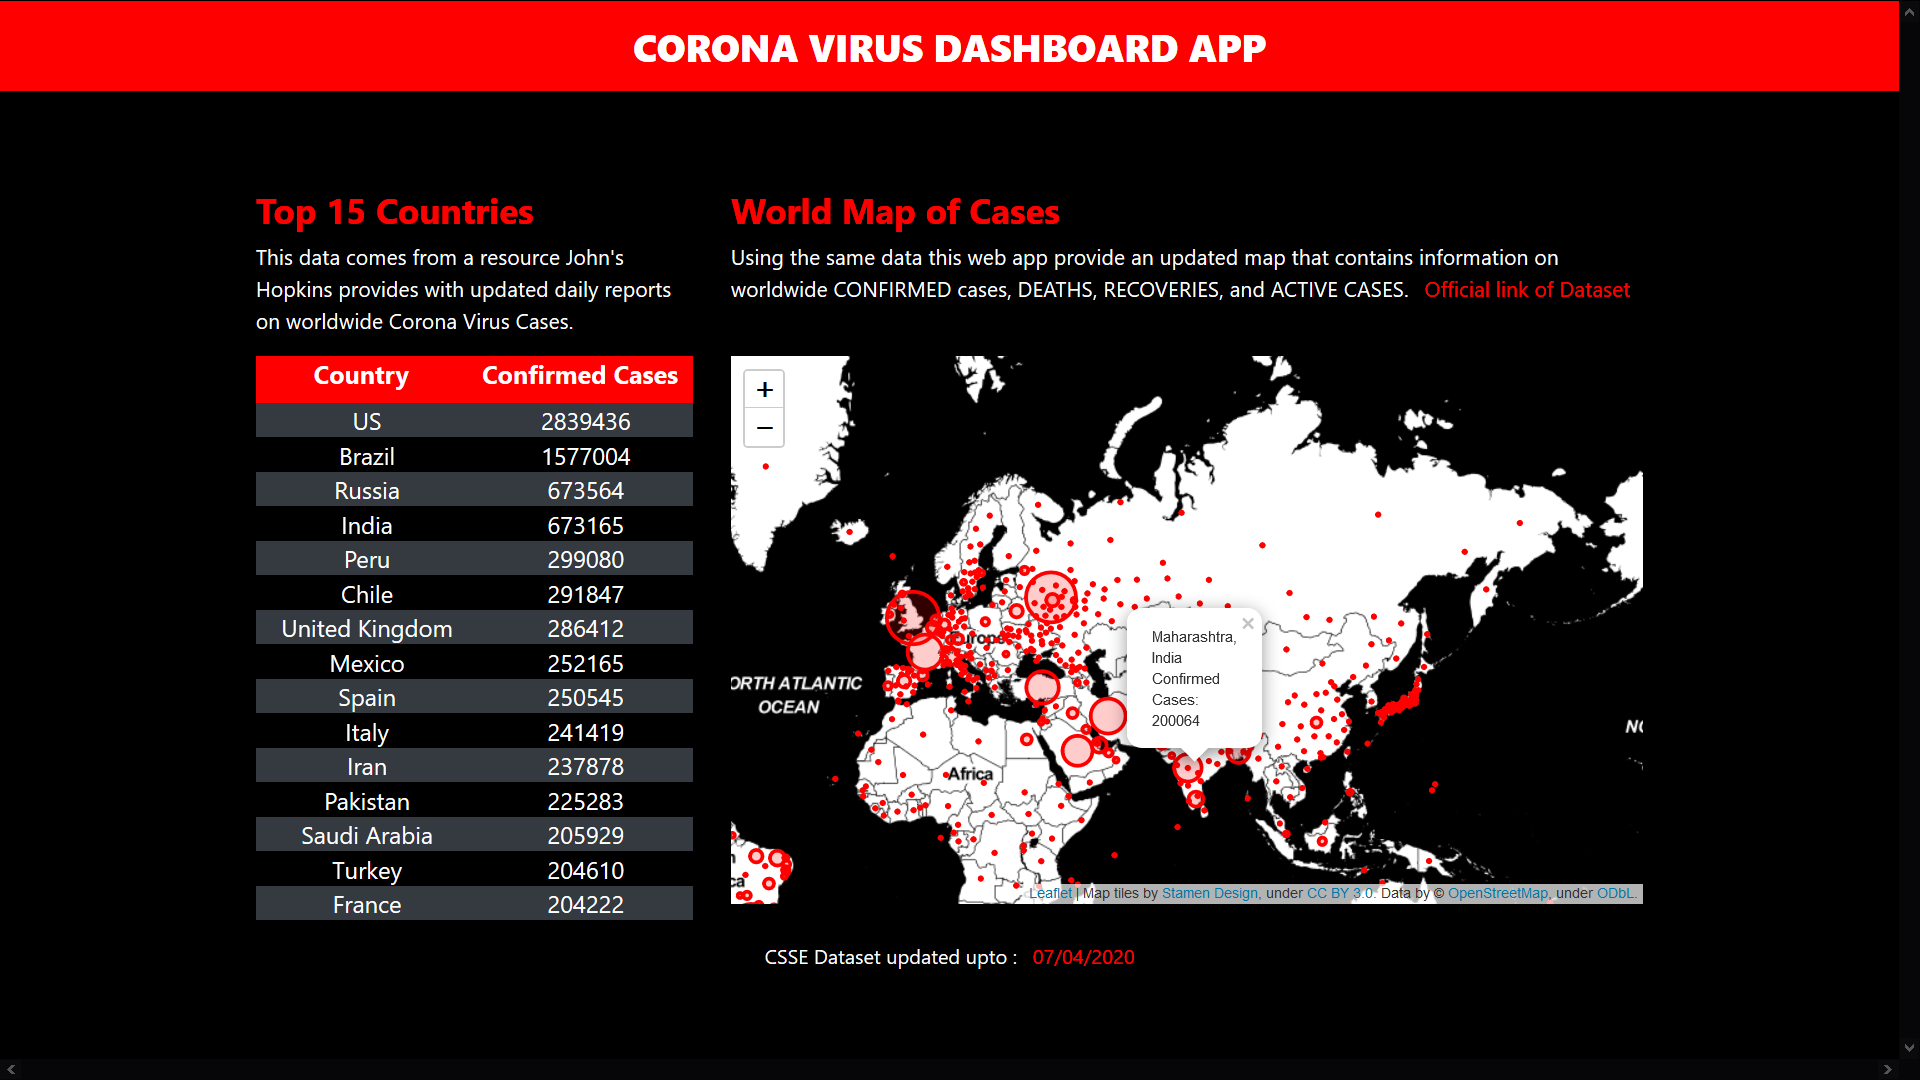 CORONA VIRUS DASHBOARD APP
Top 15 Countries
This data comes from a resource John's
Hopkins provides with updated daily reports
on worldwide Corona Virus Cases.
Country Confirmed Cases
US 2839436
Brazil 1577004
Russia 673564
India 673165
Peru 299080
Chile 291847
United Kingdom 286412
Mexico 252165
Spain 250545
Italy 241419
Iran 237878
Pakistan 225283
Saudi Arabia 205929
Turkey 204610
France 204222
World Map of Cases
Using the same data this web app provide an updated map that contains information on
worldwide CONFIRMED cases, DEATHS, RECOVERIES, and ACTIVE CASES. Official link of Dataset
+
−
Europe
Maharashtra,
India
Confirmed
Cases:
200064
×
ORTH ATLANTIC
OCEAN
NO
Africa
ca
Leaflet | Map tiles by Stamen Design, under CC BY 3.0. Data by © OpenStreetMap, under ODbL.
CSSE Dataset updated upto : 07/04/2020